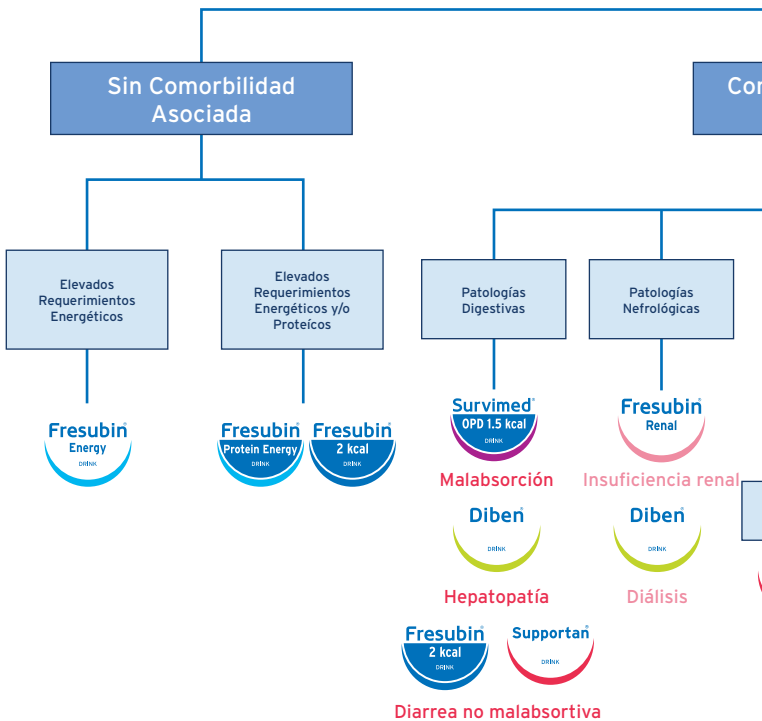 Sin Comorbilidad
Asociada
Elevados
Requerimientos
Energéticos
Elevados
Requerimientos
Energéticos y/o
Proteícos
Patologías
Digestivas
Patologías
Nefrológicas
Fresubin®
Energy
DRINK
Fresubin®
Protein Energy
DRINK
Fresubin®
2 kcal
DRINK
Survimed®
OPD 1.5 kcal
DRINK
Malabsorción
Fresubin®
Renal
DRINK
Insuficiencia renal
Diben®
DRINK
Hepatopatía
Diben®
DRINK
Diálisis
Fresubin®
2 kcal
DRINK
Supportan®
DRINK
Diarrea no malabsortiva